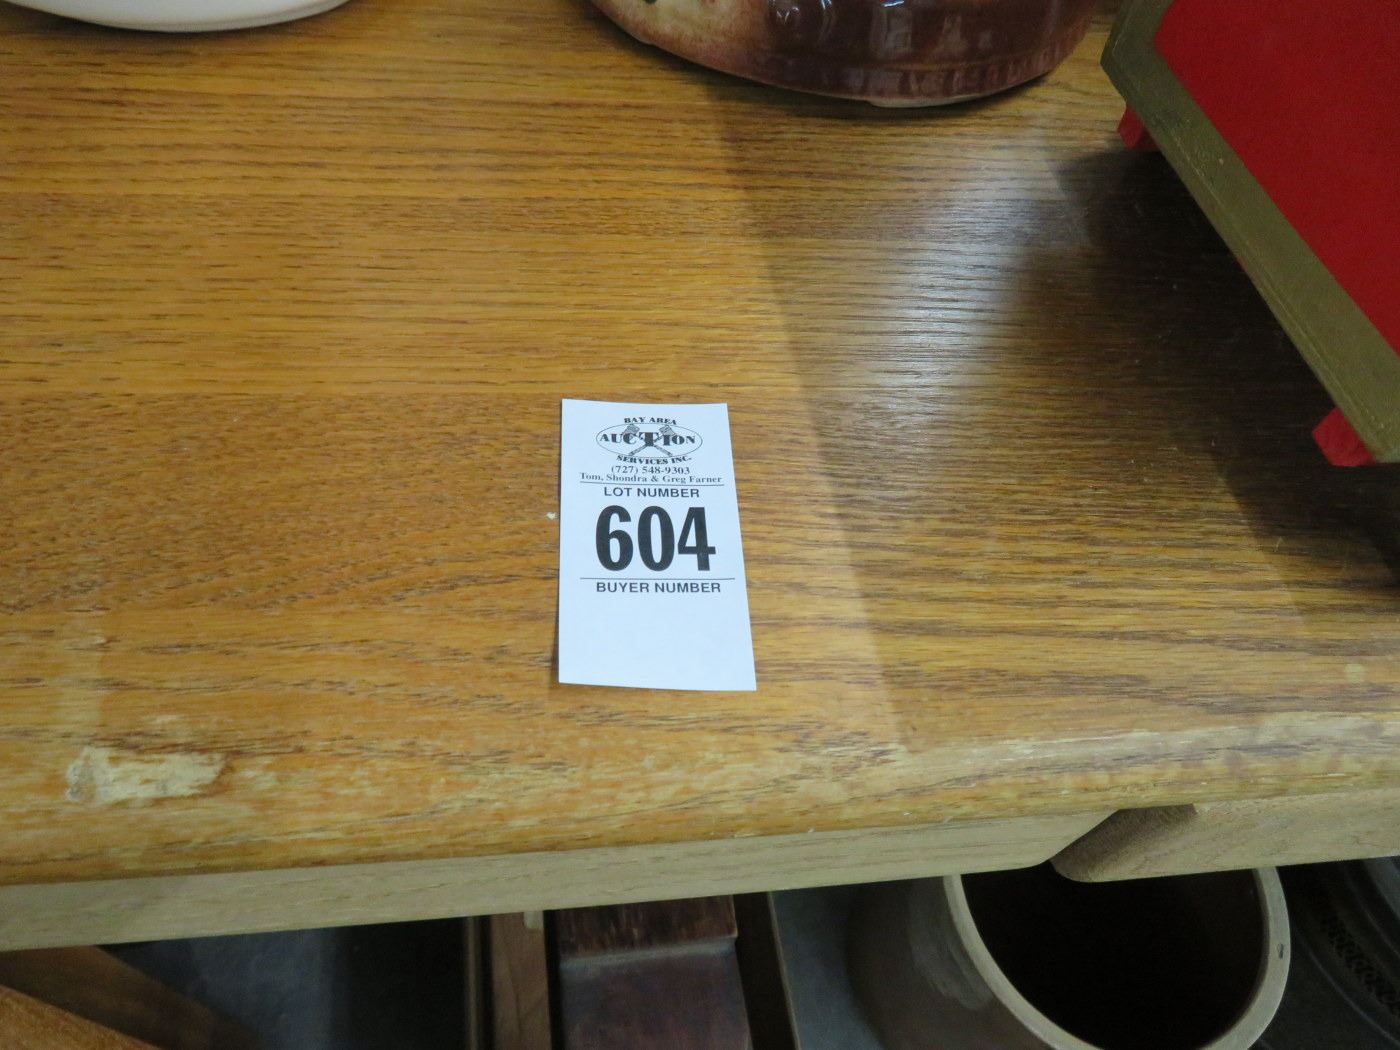 BAY AREA
AUCTION
SERVICES INC.
(727) 548-9303
Tom, Shondra & Greg Farner
LOT NUMBER
604
BUYER NUMBER